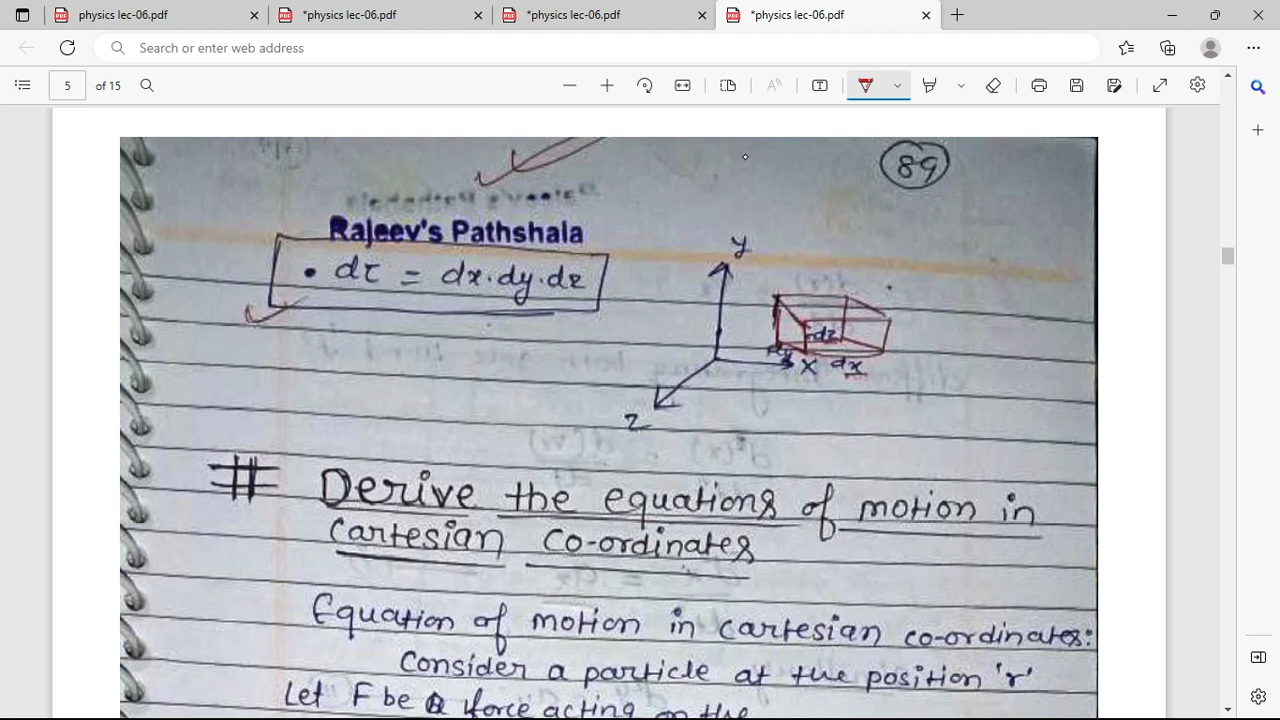 physics lec-06.pdf
*physics lec-06.pdf
*physics lec-06.pdf
*physics lec-06.pdf
Search or enter web address
5 of 15
89
Rajeev's Pathshala
• dτ = dx.dy.dz
y
dz
dy
x dx
z
# Derive the equations of motion in
cartesian co-ordinates
Equation of motion in cartesian co-ordinates:
Consider a particle at the position 'r'
Let F be a force acting on the